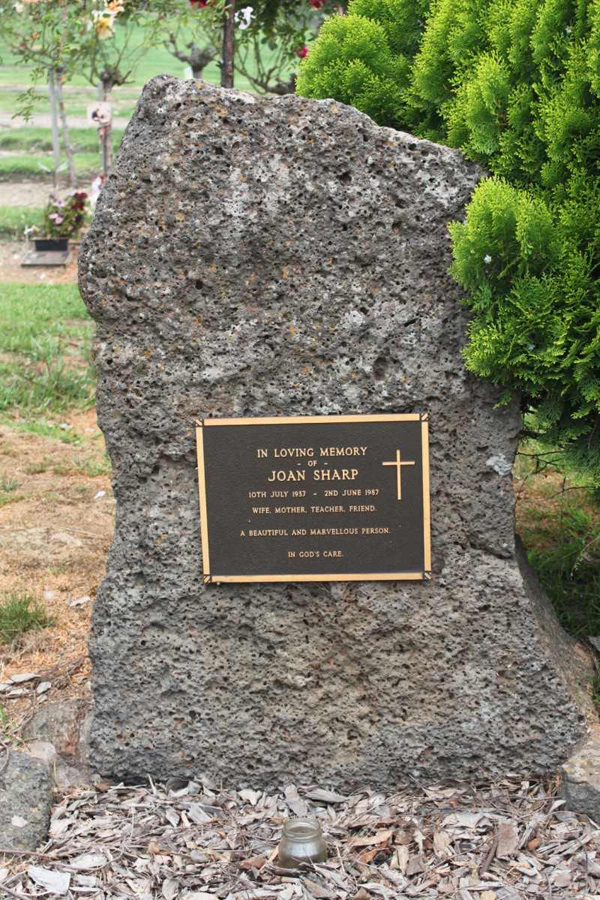 IN LOVING MEMORY
- OF -
JOAN SHARP
10TH JULY 1937 - 2ND JUNE 1987
WIFE, MOTHER, TEACHER, FRIEND.
A BEAUTIFUL AND MARVELLOUS PERSON.
IN GOD'S CARE.